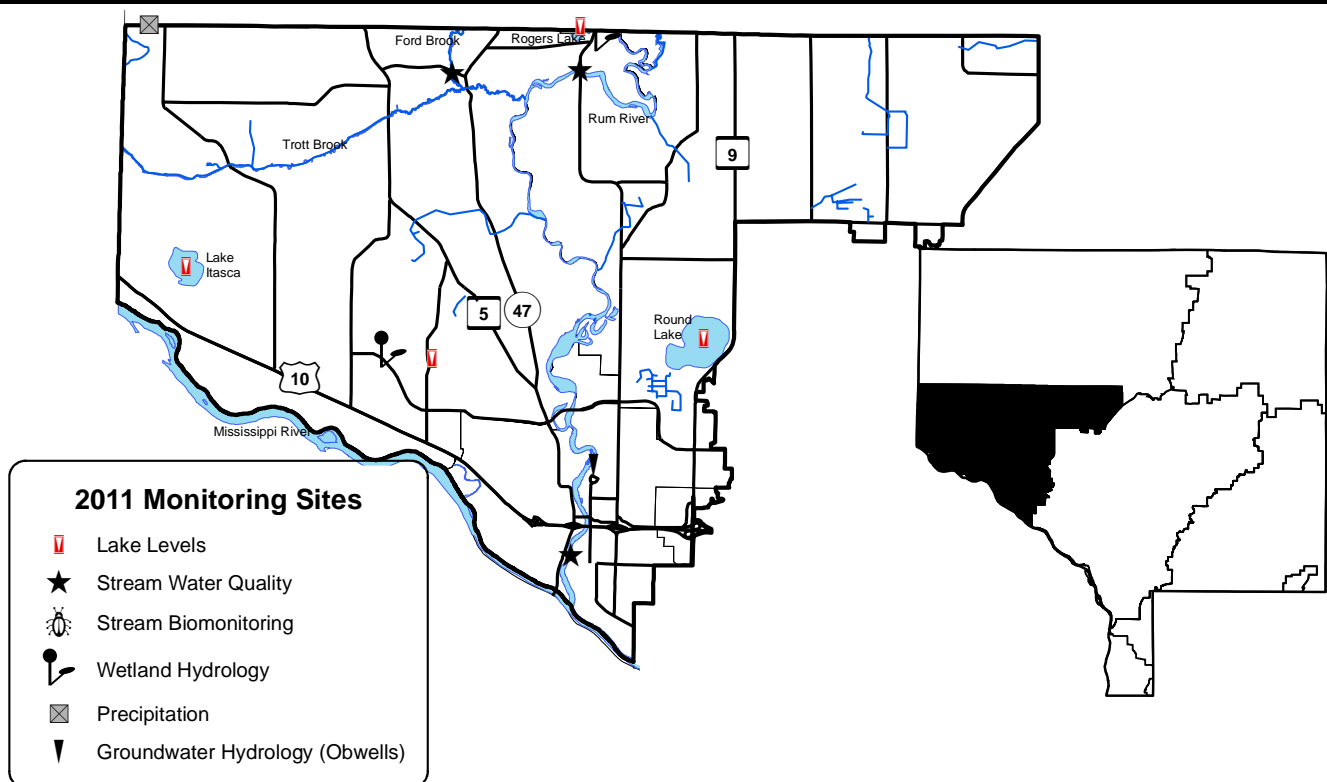 Ford Brook
Rogers Lake
Rum River
Trott Brook
9
Lake
Itasca
5
47
Round
Lake
10
Mississippi River
2011 Monitoring Sites
Lake Levels
Stream Water Quality
Stream Biomonitoring
Wetland Hydrology
Precipitation
Groundwater Hydrology (Obwells)